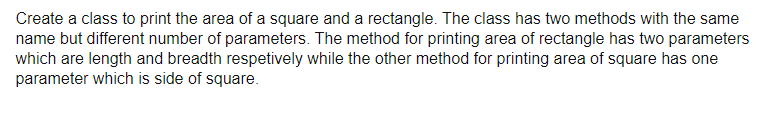 Create a class to print the area of a square and a rectangle. The class has two methods with the same
name but different number of parameters. The method for printing area of rectangle has two parameters
which are length and breadth respetively while the other method for printing area of square has one
parameter which is side of square.